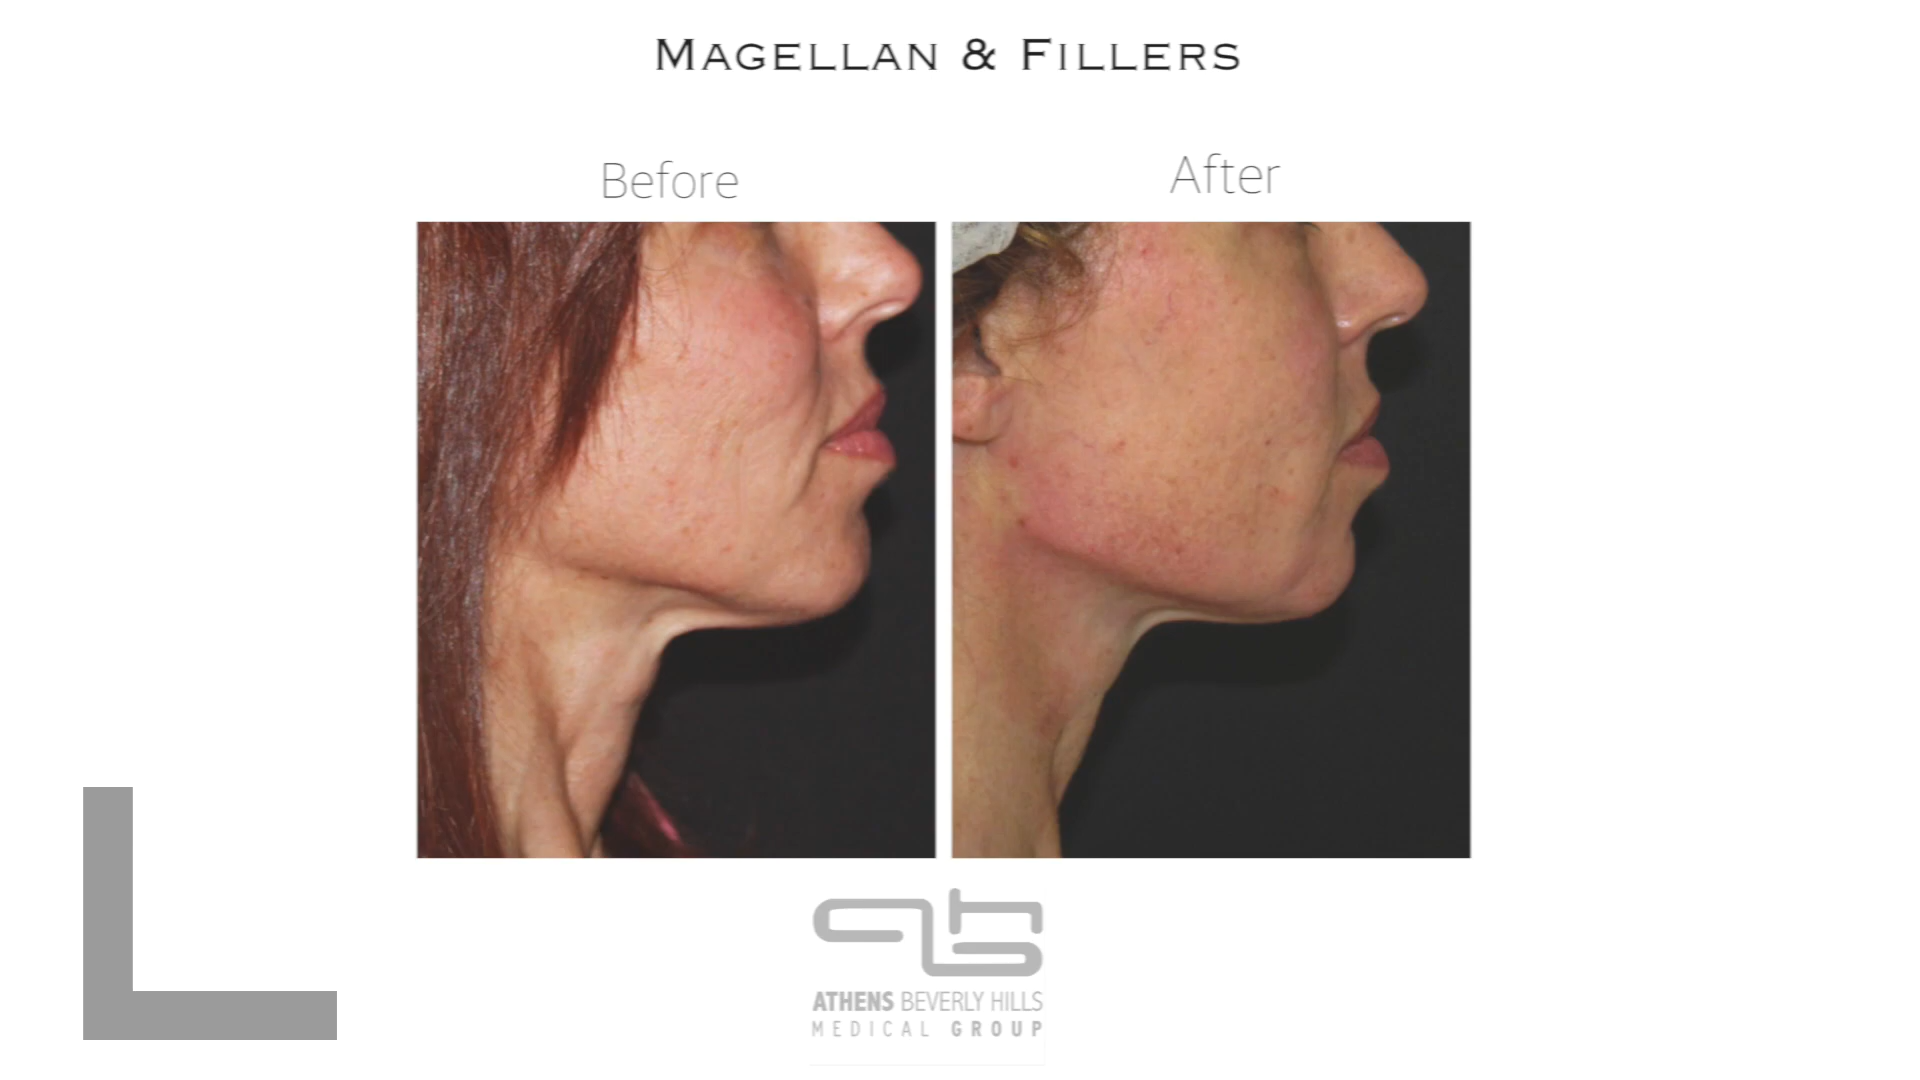 MAGELLAN & FILLERS
Before
After
ATHENS BEVERLY HILLS
MEDICAL GROUP